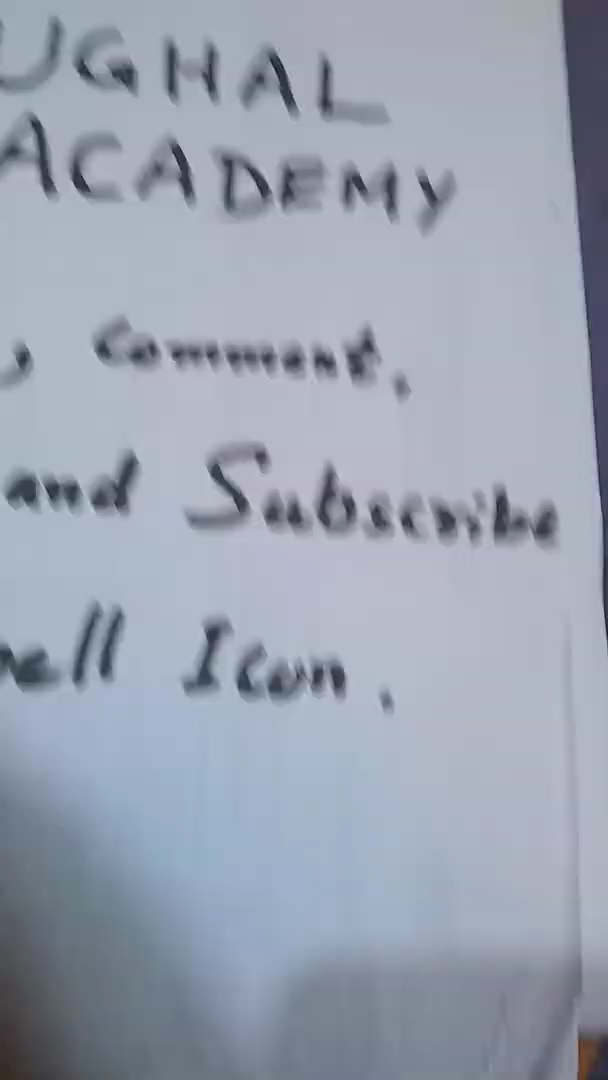 UGHAL
ACADEMY
, Comment,
and Subscribe
ell Icon.